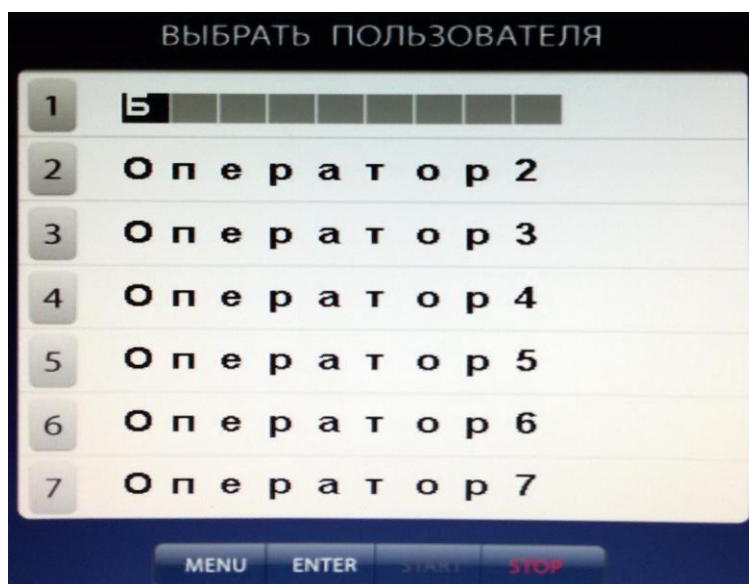 ВЫБРАТЬ ПОЛЬЗОВАТЕЛЯ
1 Б
2 Оператор2
3 Оператор3
4 Оператор4
5 Оператор5
6 Оператор6
7 Оператор7
MENU ENTER START STOP